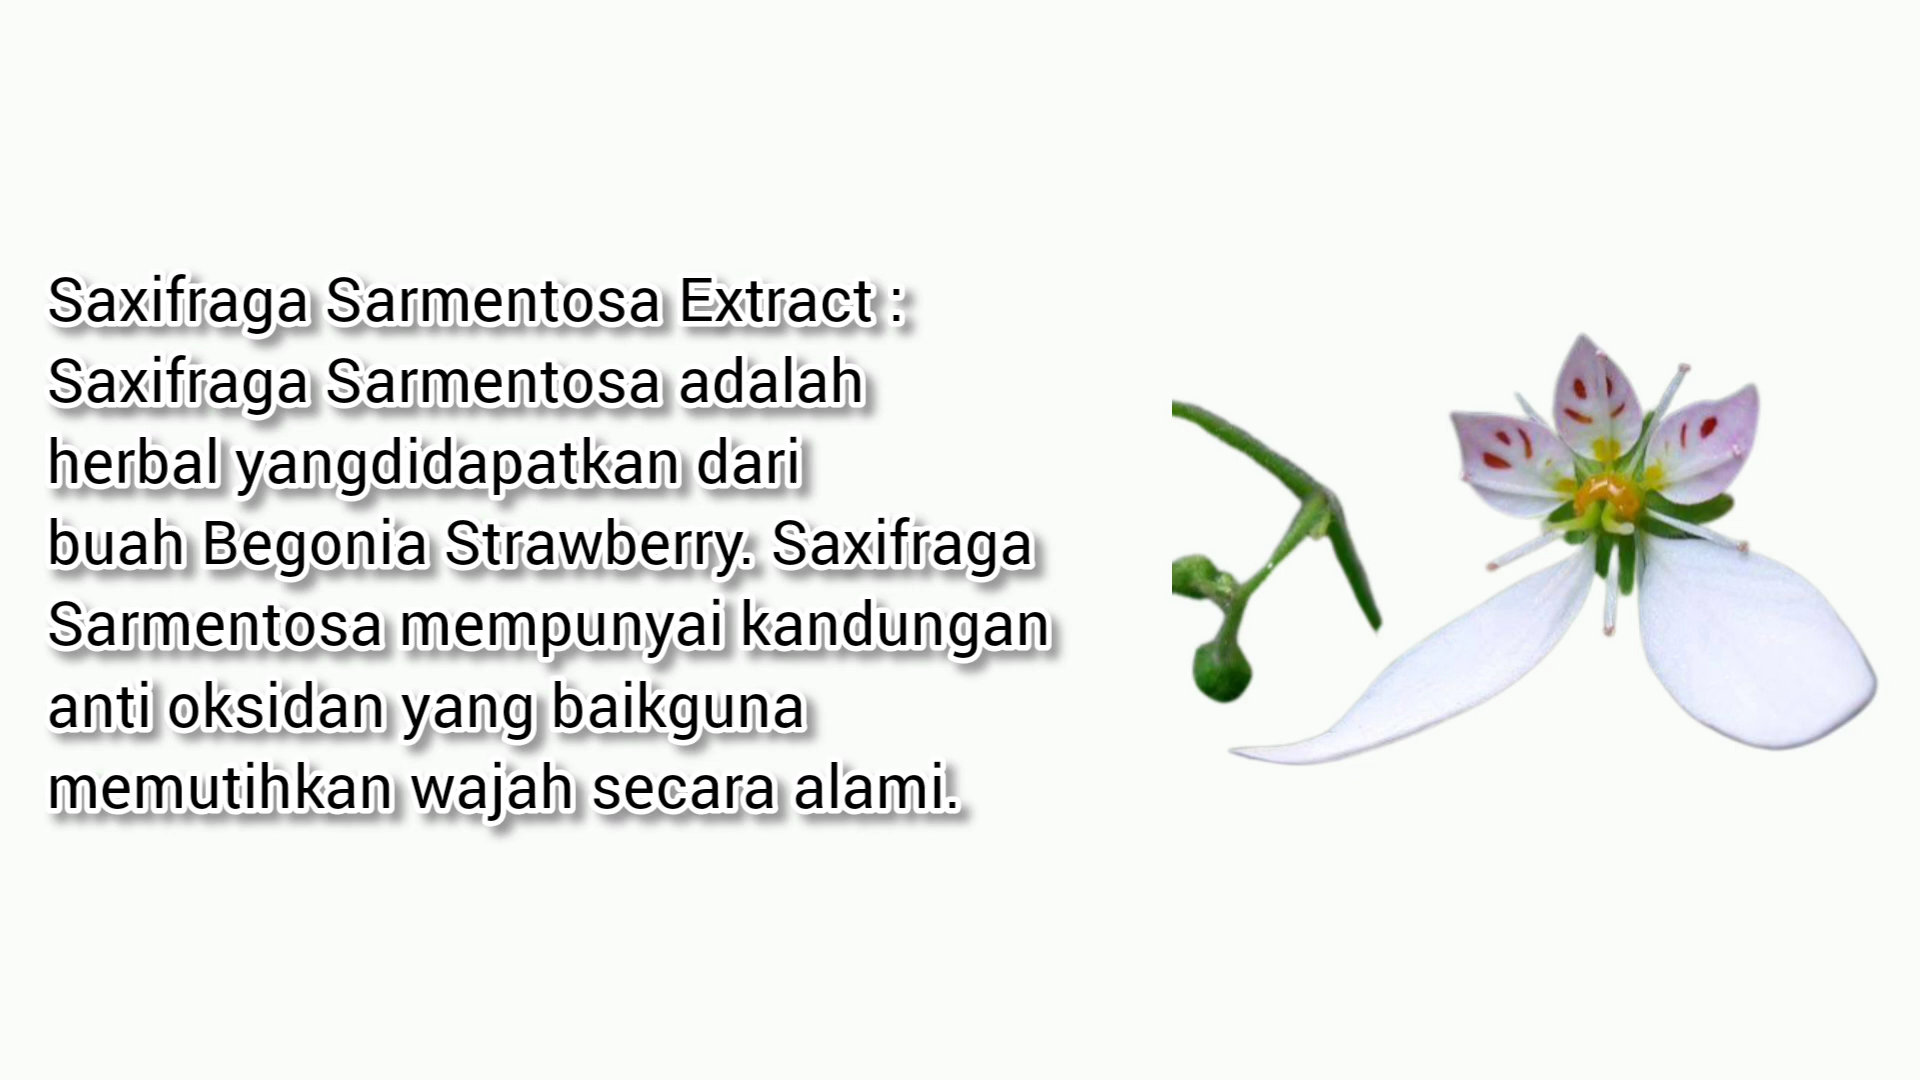 Saxifraga Sarmentosa Extract :
Saxifraga Sarmentosa adalah
herbal yangdidapatkan dari
buah Begonia Strawberry. Saxifraga
Sarmentosa mempunyai kandungan
anti oksidan yang baikguna
memutihkan wajah secara alami.